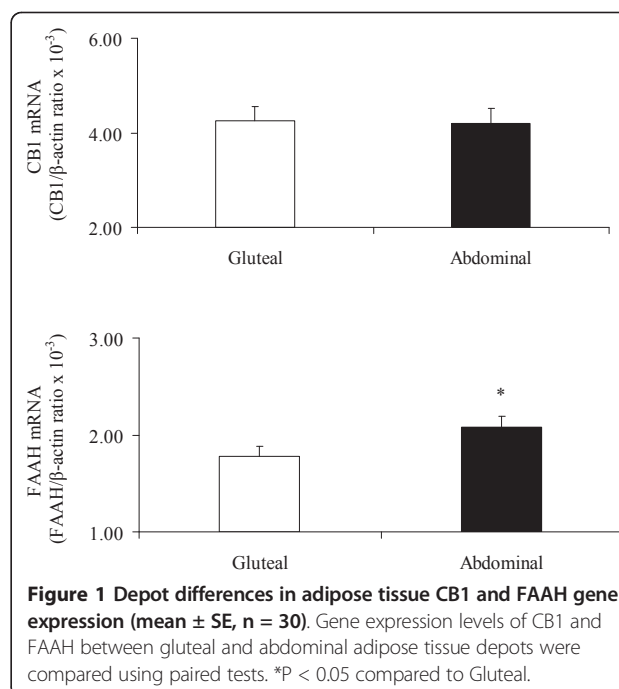 6.00
4.00
2.00
CB1 mRNA
(CB1/β-actin ratio x 10⁻³)
Gluteal
Abdominal
3.00
2.00
1.00
FAAH mRNA
(FAAH/β-actin ratio x 10⁻³)
*
Gluteal
Abdominal
Figure 1 Depot differences in adipose tissue CB1 and FAAH gene
expression (mean ± SE, n = 30). Gene expression levels of CB1 and
FAAH between gluteal and abdominal adipose tissue depots were
compared using paired tests. *P < 0.05 compared to Gluteal.